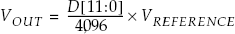 V_OUT = D[11:0]/4096 × V_REFERENCE